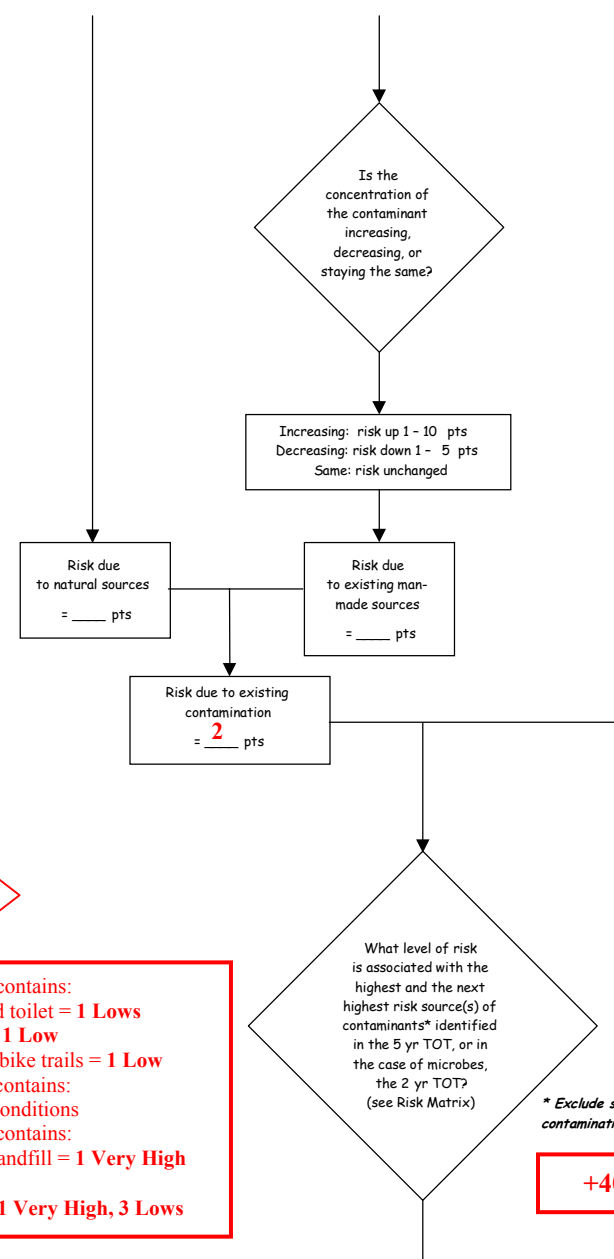 Is the
concentration of
the contaminant
increasing,
decreasing, or
staying the same?
Increasing: risk up 1 – 10 pts
Decreasing: risk down 1 – 5 pts
Same: risk unchanged
Risk due
to natural sources
= ____ pts
Risk due
to existing man-
made sources
= ____ pts
Risk due to existing
contamination
= 2 pts
What level of risk
is associated with the
highest and the next
highest risk source(s) of
contaminants* identified
in the 5 yr TOT, or in
the case of microbes,
the 2 yr TOT?
(see Risk Matrix)
contains:
toilet = 1 Lows
1 Low
bike trails = 1 Low
contains:
onditions
contains:
andfill = 1 Very High
1 Very High, 3 Lows
* Exclude s
contaminati
+4